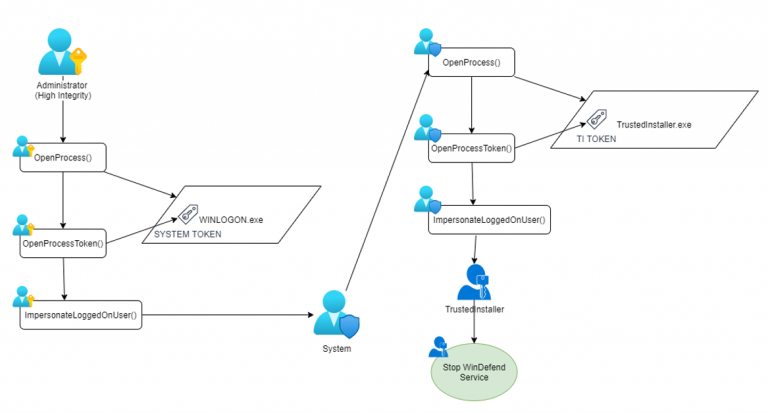 Administrator
(High Integrity)
OpenProcess()
WINLOGON.exe
SYSTEM TOKEN
OpenProcessToken()
ImpersonateLoggedOnUser()
System
OpenProcess()
TrustedInstaller.exe
TI TOKEN
OpenProcessToken()
ImpersonateLoggedOnUser()
TrustedInstaller
Stop WinDefend
Service